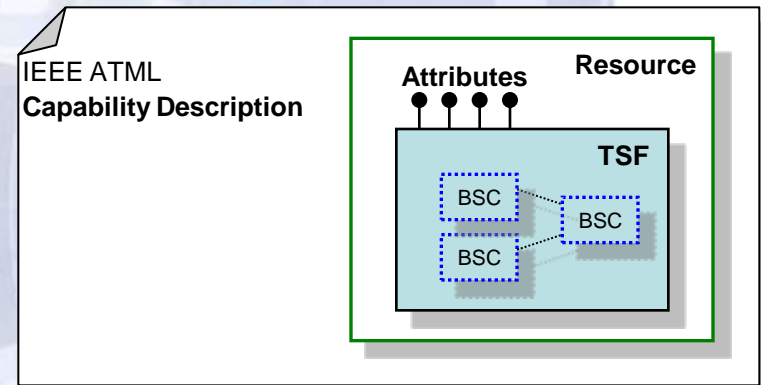 IEEE ATML
Capability Description
Attributes
Resource
TSF
BSC
BSC
BSC